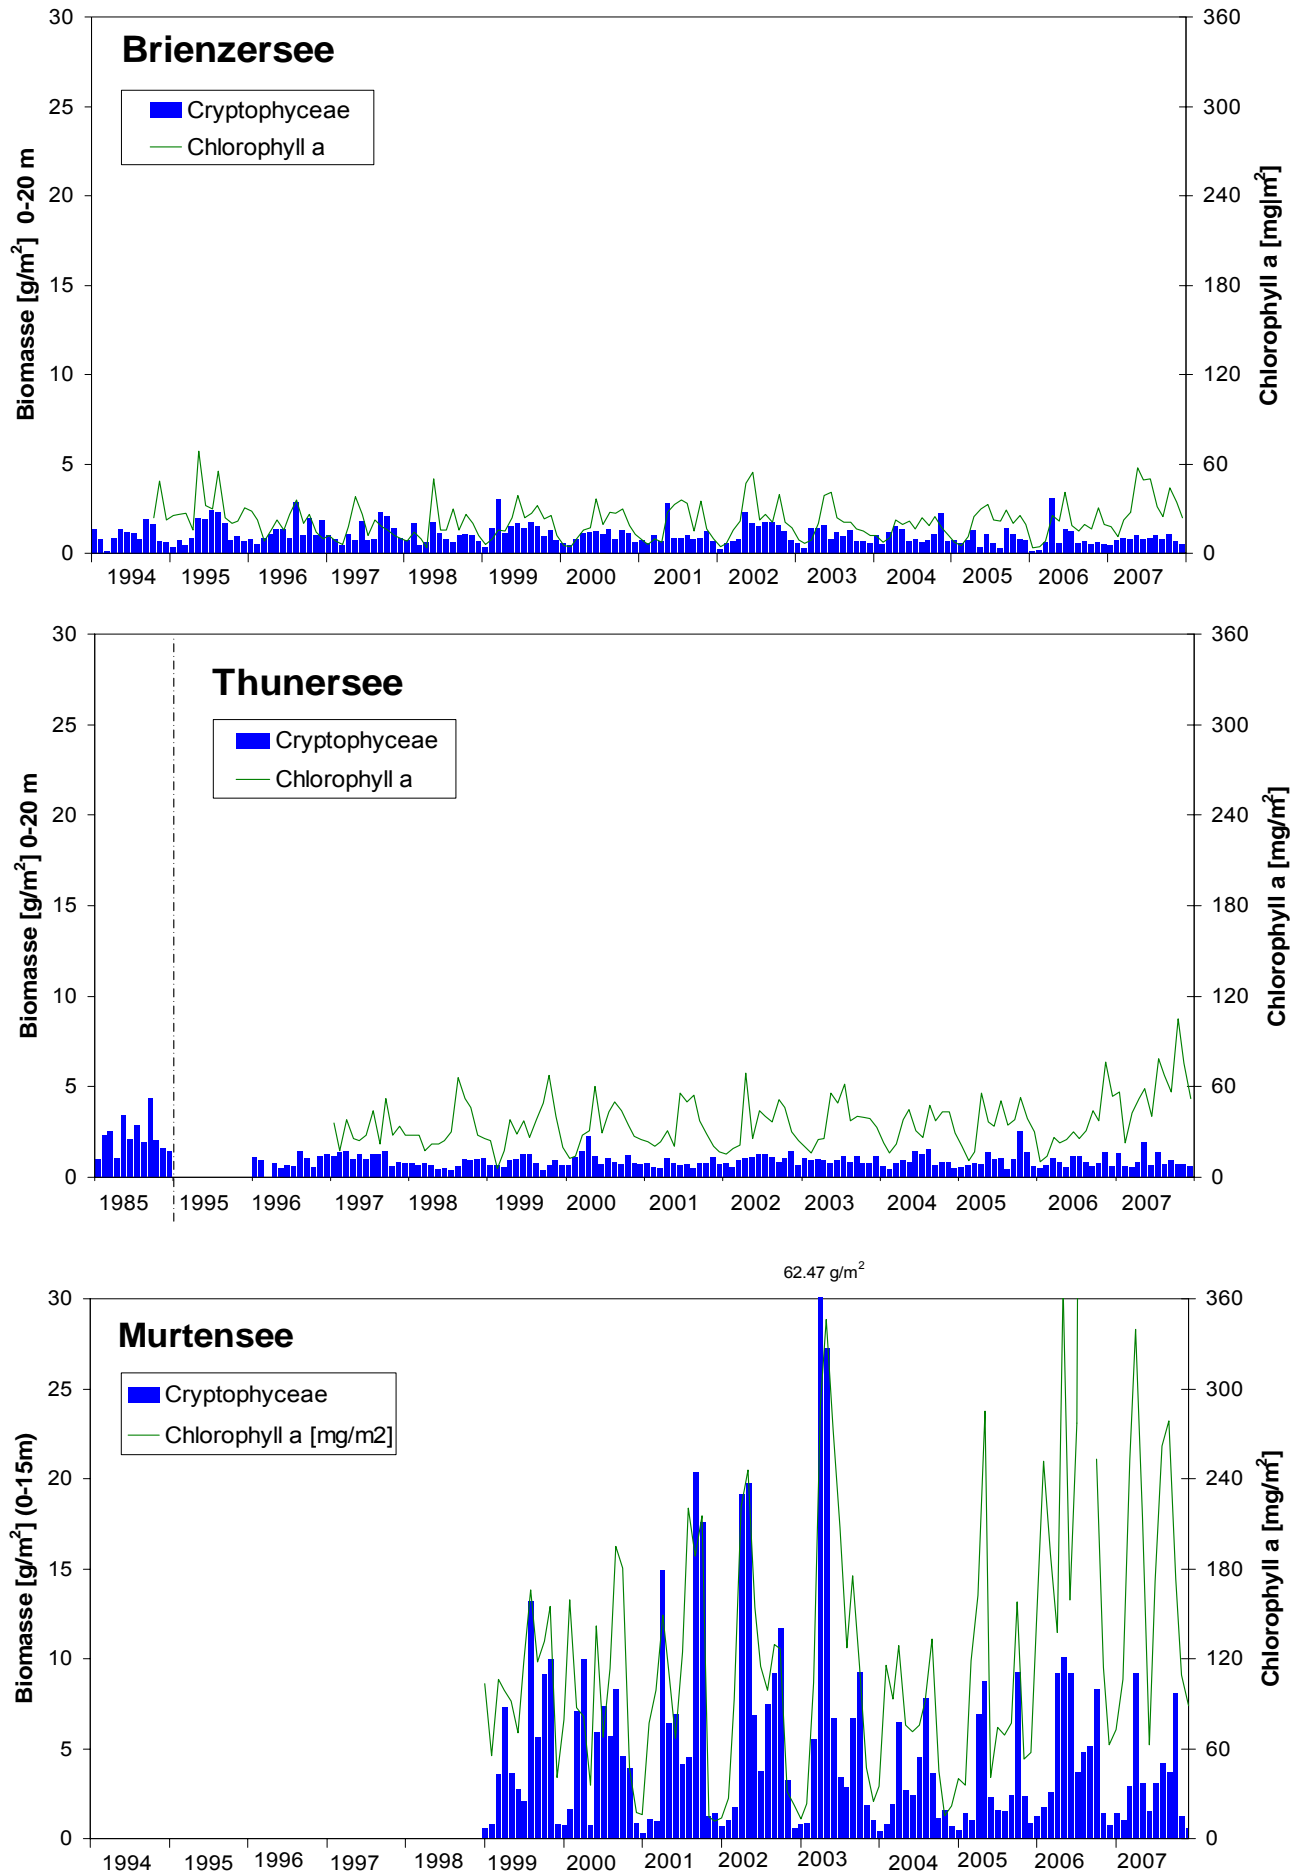 Brienzersee
Cryptophyceae
Chlorophyll a
Biomasse [g/m²] 0-20 m
30
25
20
15
10
5
0
360
300
240
180
120
60
0
Chlorophyll a [mg|m²]
1994 1995 1996 1997 1998 1999 2000 2001 2002 2003 2004 2005 2006 2007
Thunersee
Cryptophyceae
Chlorophyll a
Biomasse [g/m²] 0-20 m
30
25
20
15
10
5
0
360
300
240
180
120
60
0
Chlorophyll a [mg/m²]
1985 1995 1996 1997 1998 1999 2000 2001 2002 2003 2004 2005 2006 2007
62.47 g/m²
Murtensee
Cryptophyceae
Chlorophyll a [mg/m2]
Biomasse [g/m²] (0-15m)
30
25
20
15
10
5
0
360
300
240
180
120
60
0
Chlorophyll a [mg/m²]
1994 1995 1996 1997 1998 1999 2000 2001 2002 2003 2004 2005 2006 2007